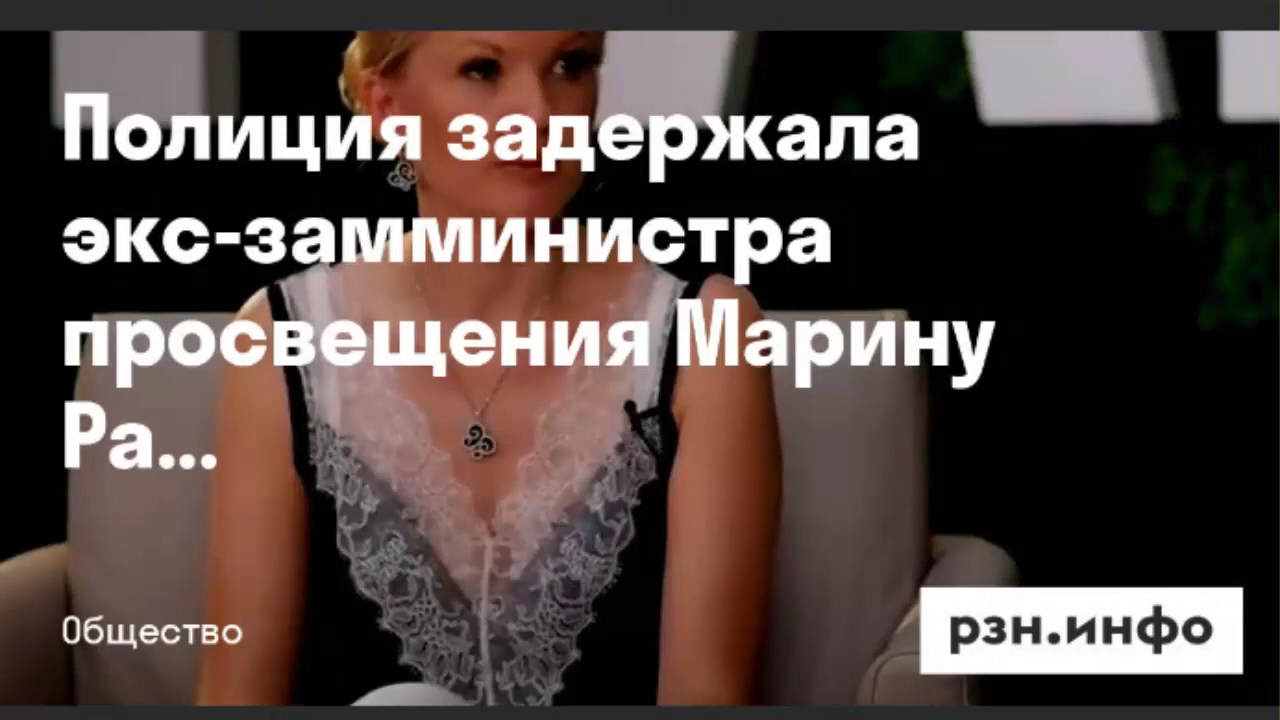 Полиция задержала
экс-замминистра
просвещения Марину
Ра...
Общество
рзн.инфо